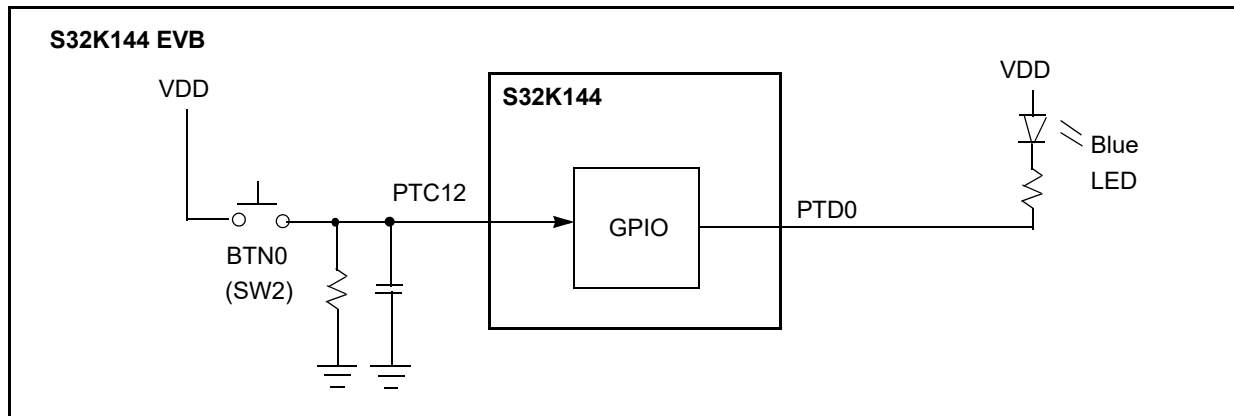 S32K144 EVB
VDD
VDD
S32K144
Blue
LED
PTC12
PTD0
GPIO
BTN0
(SW2)